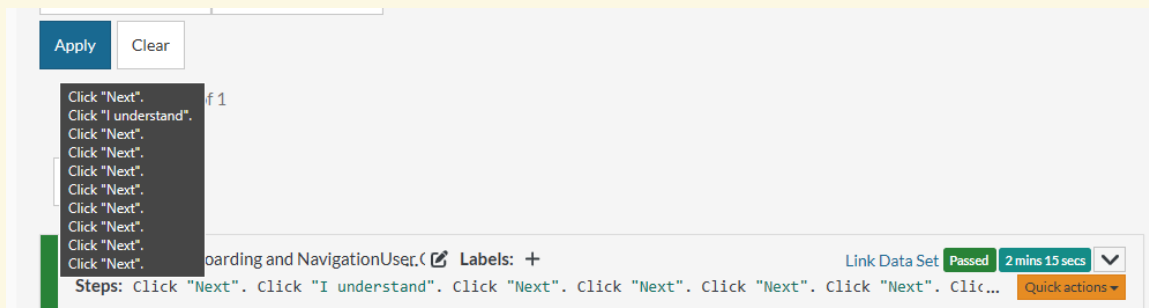 Apply
Clear
Click "Next".
Click "I understand".
Click "Next".
Click "Next".
Click "Next".
Click "Next".
Click "Next".
Click "Next".
Click "Next".
Click "Next".
of 1
oarding and NavigationUser. Labels: +
Link Data Set Passed 2 mins 15 secs
Steps: Click "Next". Click "I understand". Click "Next". Click "Next". Click "Next". Click "Next". Clic...
Quick actions